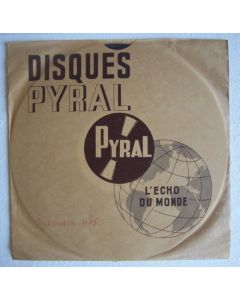 DISQUES
PYRAL
PYRAL
L'ECHO
DU MONDE